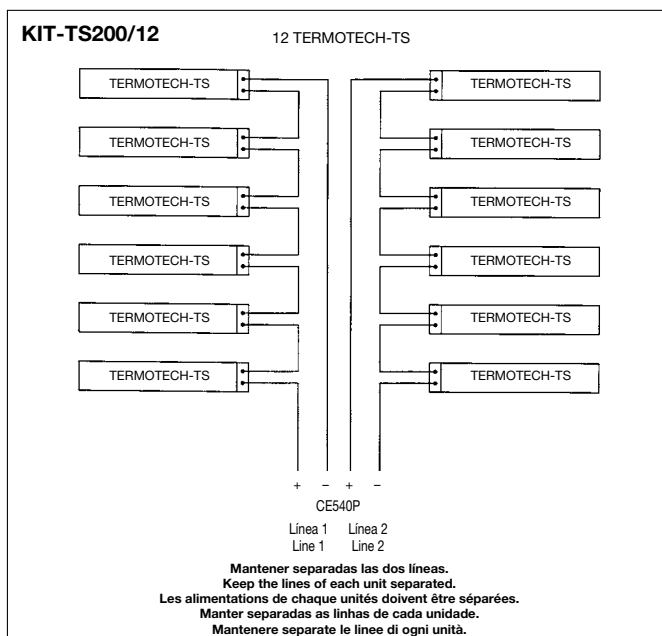 KIT-TS200/12
12 TERMOTECH-TS
TERMOTECH-TS TERMOTECH-TS
TERMOTECH-TS TERMOTECH-TS
TERMOTECH-TS TERMOTECH-TS
TERMOTECH-TS TERMOTECH-TS
TERMOTECH-TS TERMOTECH-TS
TERMOTECH-TS TERMOTECH-TS
+ − + −
CE540P
Línea 1 Línea 2
Line 1 Line 2
Mantener separadas las dos líneas.
Keep the lines of each unit separated.
Les alimentations de chaque unités doivent être séparées.
Manter separadas as linhas de cada unidade.
Mantenere separate le linee di ogni unità.